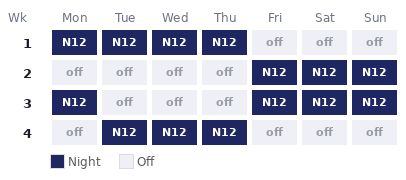 Wk Mon Tue Wed Thu Fri Sat Sun
1 N12 N12 N12 N12 off off off
2 off off off off N12 N12 N12
3 N12 off off off N12 N12 N12
4 off N12 N12 N12 off off off
Night Off